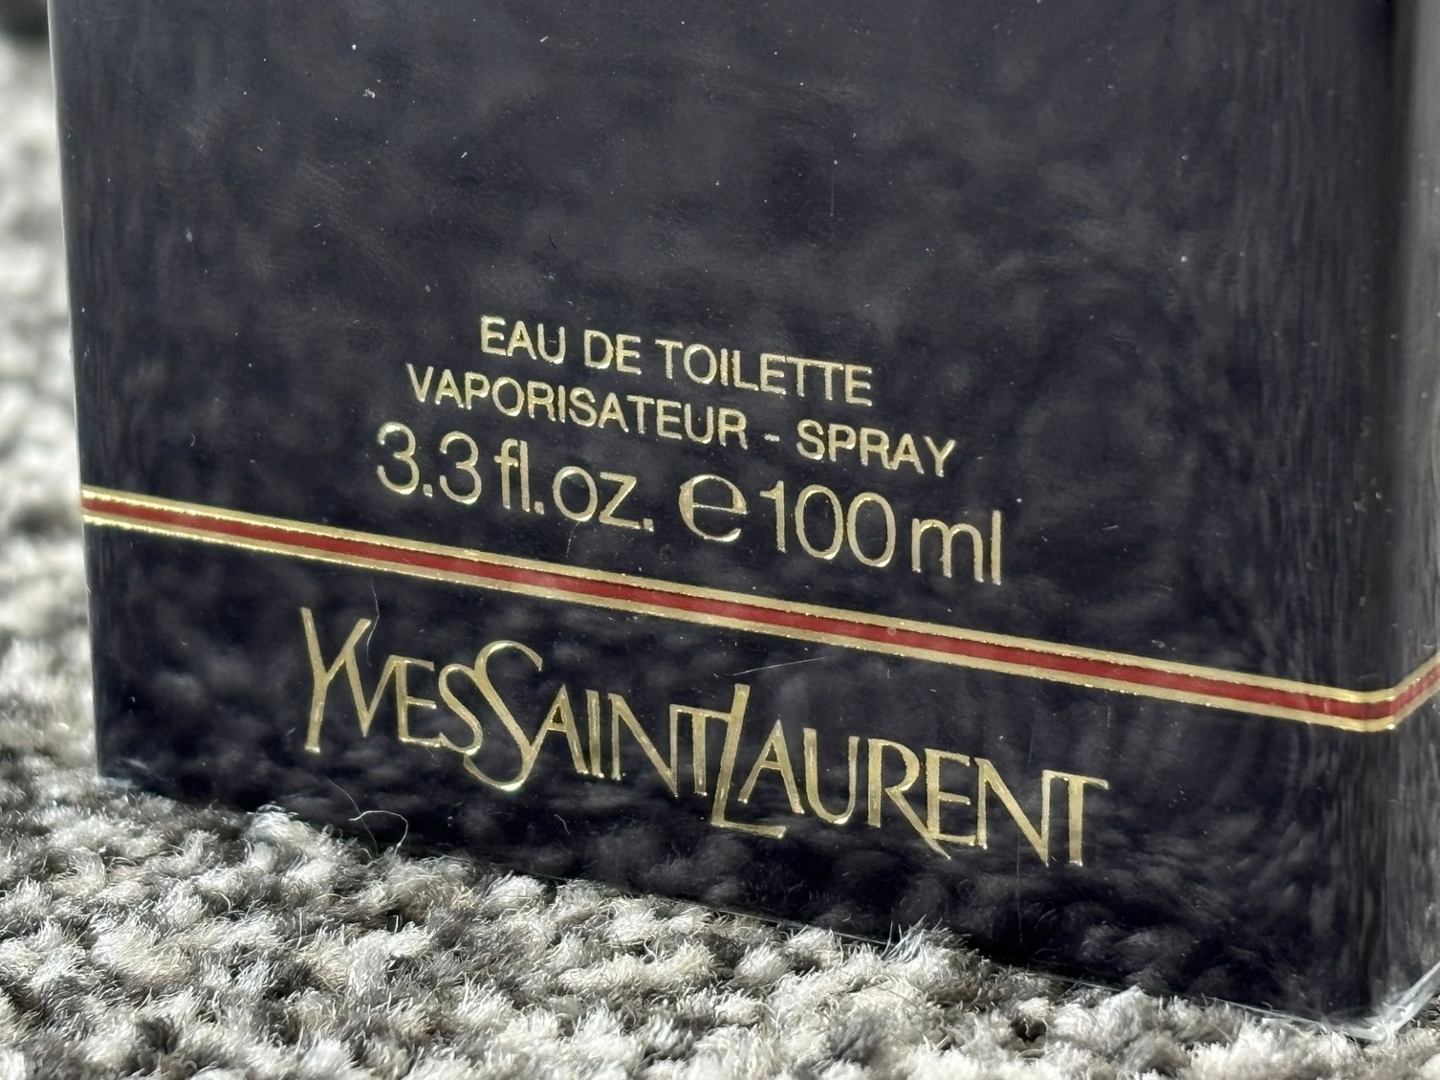 EAU DE TOILETTE
VAPORISATEUR - SPRAY
3.3 fl.oz. ℮ 100 ml
YVESSAINTLAURENT